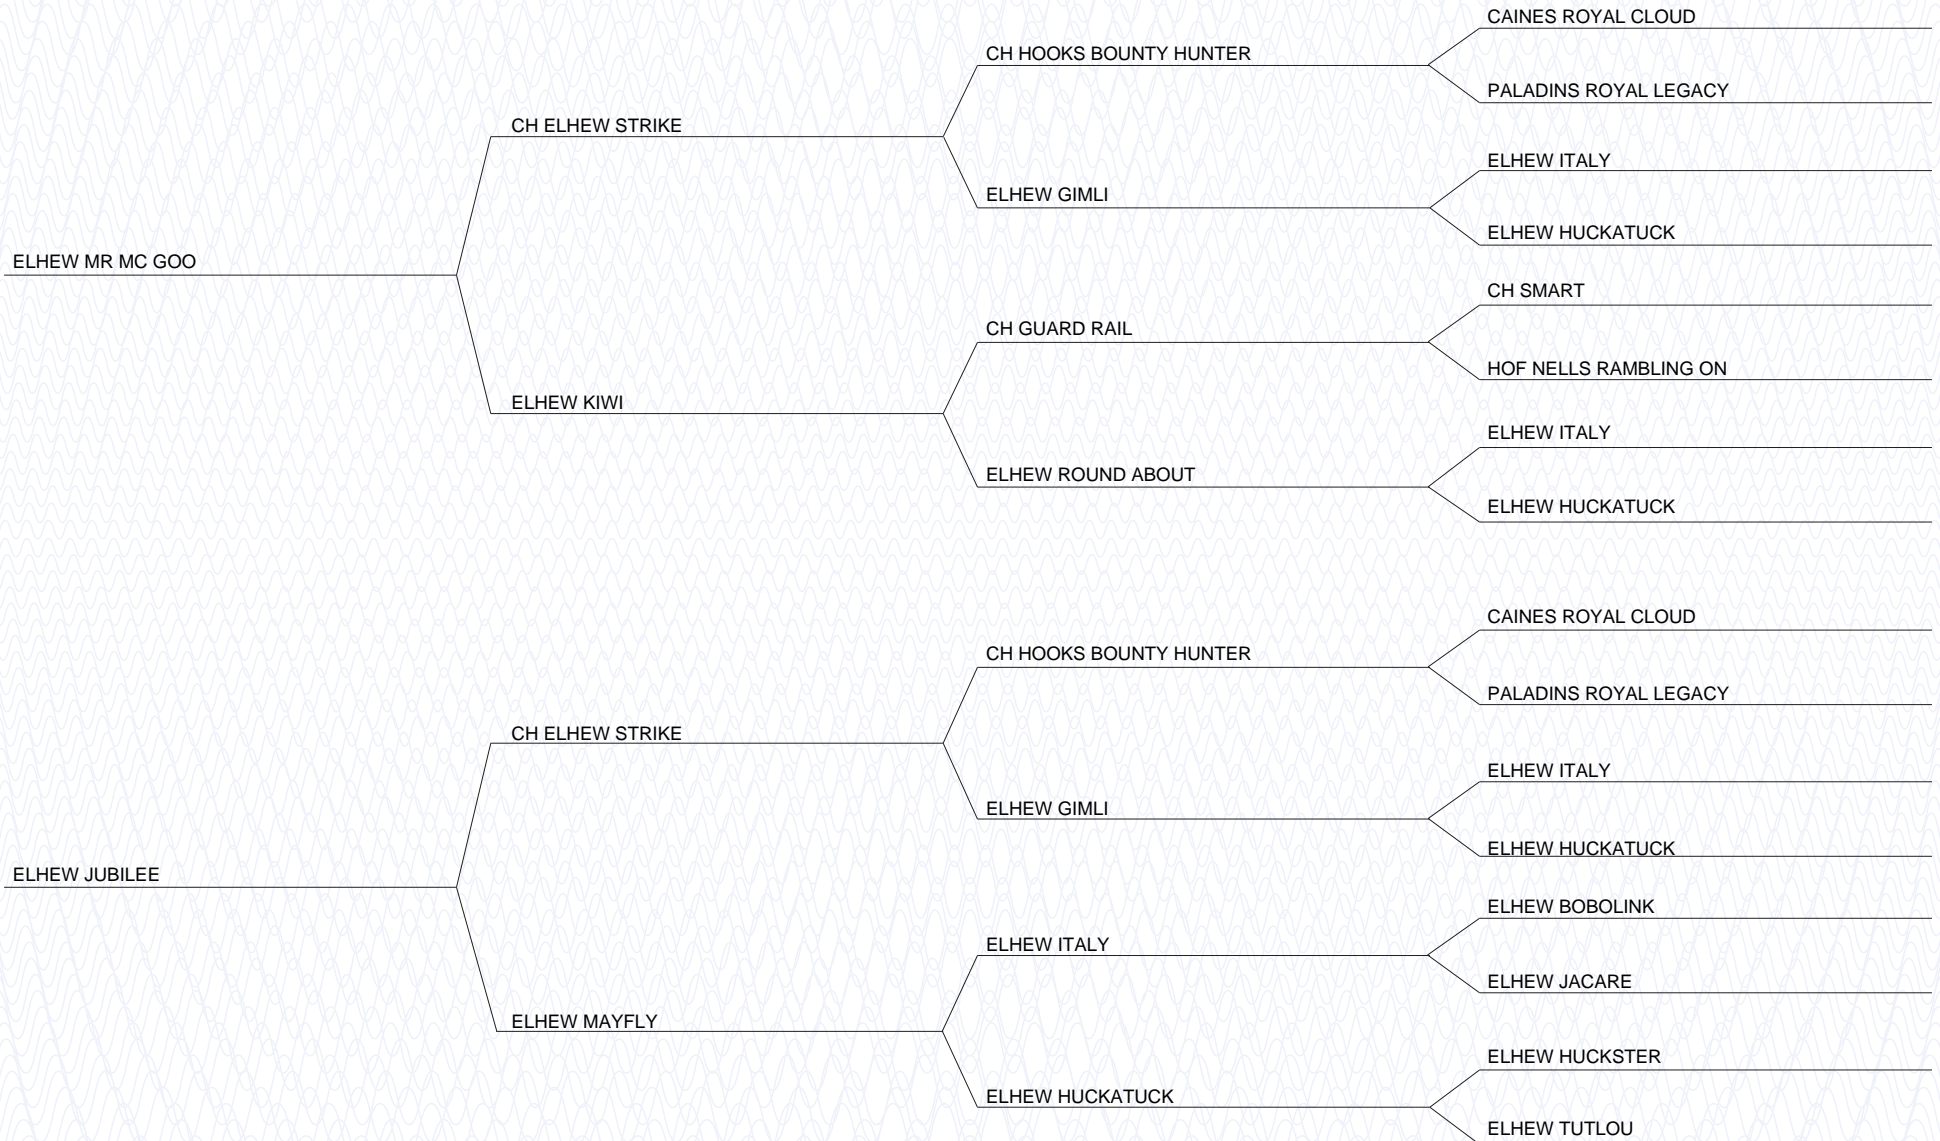 CAINES ROYAL CLOUD
CH HOOKS BOUNTY HUNTER
PALADINS ROYAL LEGACY
CH ELHEW STRIKE
ELHEW ITALY
ELHEW GIMLI
ELHEW HUCKATUCK
ELHEW MR MC GOO
CH SMART
CH GUARD RAIL
HOF NELLS RAMBLING ON
ELHEW KIWI
ELHEW ITALY
ELHEW ROUND ABOUT
ELHEW HUCKATUCK
CAINES ROYAL CLOUD
CH HOOKS BOUNTY HUNTER
PALADINS ROYAL LEGACY
CH ELHEW STRIKE
ELHEW ITALY
ELHEW GIMLI
ELHEW HUCKATUCK
ELHEW JUBILEE
ELHEW BOBOLINK
ELHEW ITALY
ELHEW JACARE
ELHEW MAYFLY
ELHEW HUCKSTER
ELHEW HUCKATUCK
ELHEW TUTLOU